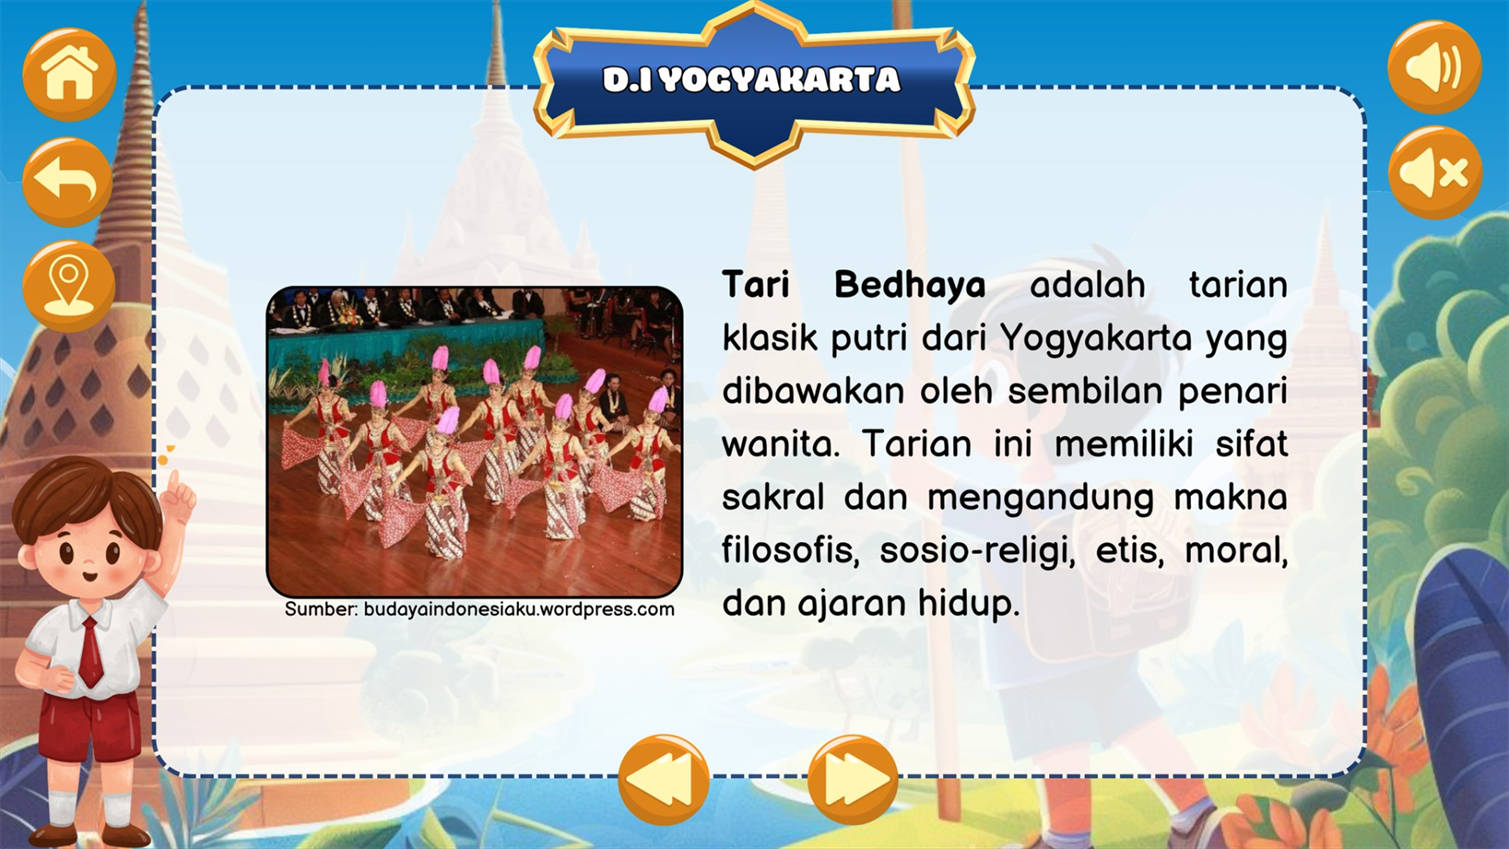 D.I YOGYAKARTA
Tari Bedhaya adalah tarian
klasik putri dari Yogyakarta yang
dibawakan oleh sembilan penari
wanita. Tarian ini memiliki sifat
sakral dan mengandung makna
filosofis, sosio-religi, etis, moral,
dan ajaran hidup.
Sumber: budayaindonesiaku.wordpress.com